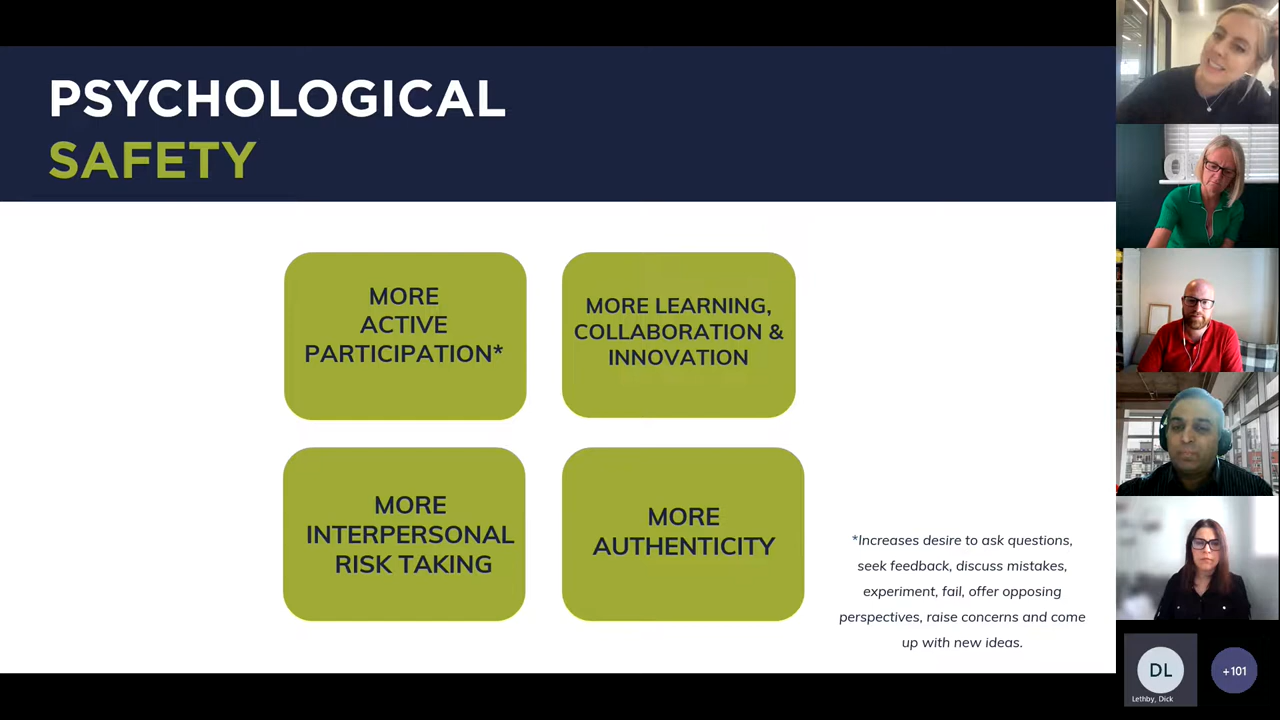 PSYCHOLOGICAL
SAFETY
MORE
ACTIVE
PARTICIPATION*
MORE LEARNING,
COLLABORATION &
INNOVATION
MORE
INTERPERSONAL
RISK TAKING
MORE
AUTHENTICITY
*Increases desire to ask questions,
seek feedback, discuss mistakes,
experiment, fail, offer opposing
perspectives, raise concerns and come
up with new ideas.
DL
Lethby, Dick
+101